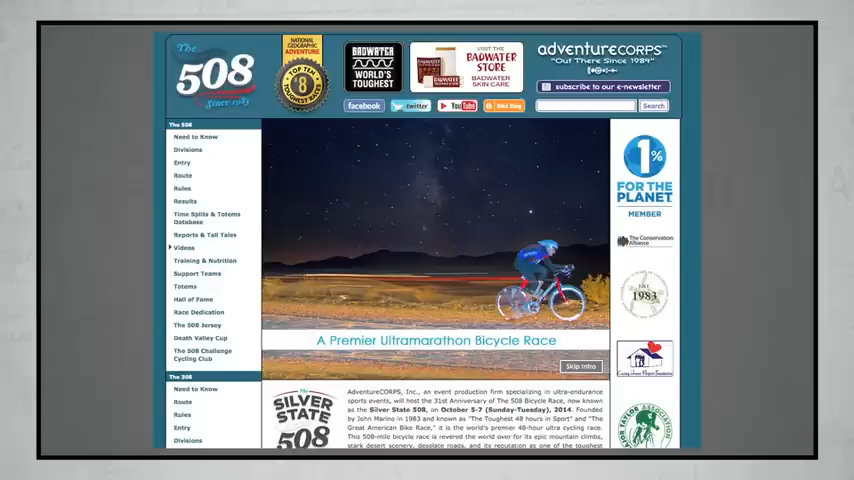 The
508
Since 1983
NATIONAL
GEOGRAPHIC
ADVENTURE
TOP TEN
#8
TOUGHEST RACES
BADWATER
WORLD'S
TOUGHEST
VISIT THE
BADWATER
STORE
BADWATER
SKIN CARE
adventureCORPS
"Out There Since 1984"
subscribe to our e-newsletter
facebook
twitter
You Tube
Bike Blog
Search
The 508
Need to Know
Divisions
Entry
Route
Rules
Results
Time Splits & Totems
Database
Reports & Tall Tales
Videos
Training & Nutrition
Support Teams
Totems
Hall of Fame
Race Dedication
The 508 Jersey
Death Valley Cup
The 508 Challenge
Cycling Club
The 308
Need to Know
Route
Rules
Entry
Divisions
A Premier Ultramarathon Bicycle Race
Skip Intro
The
SILVER
STATE
508
AdventureCORPS, Inc., an event production firm specializing in ultra-endurance
sports events, will host the 31st Anniversary of The 508 Bicycle Race, now known
as the Silver State 508, on October 5-7 (Sunday-Tuesday), 2014. Founded
by John Marino in 1983 and known as "The Toughest 48 hours in Sport" and "The
Great American Bike Race," it is the world's premier 48-hour ultra cycling race.
This 508-mile bicycle race is revered the world over for its epic mountain climbs,
stark desert scenery, desolate roads, and its reputation as one of the toughest
1%
FOR THE
PLANET
MEMBER
The Conservation
Alliance
EST.
1983
MAJOR TAYLOR ASSOCIATION